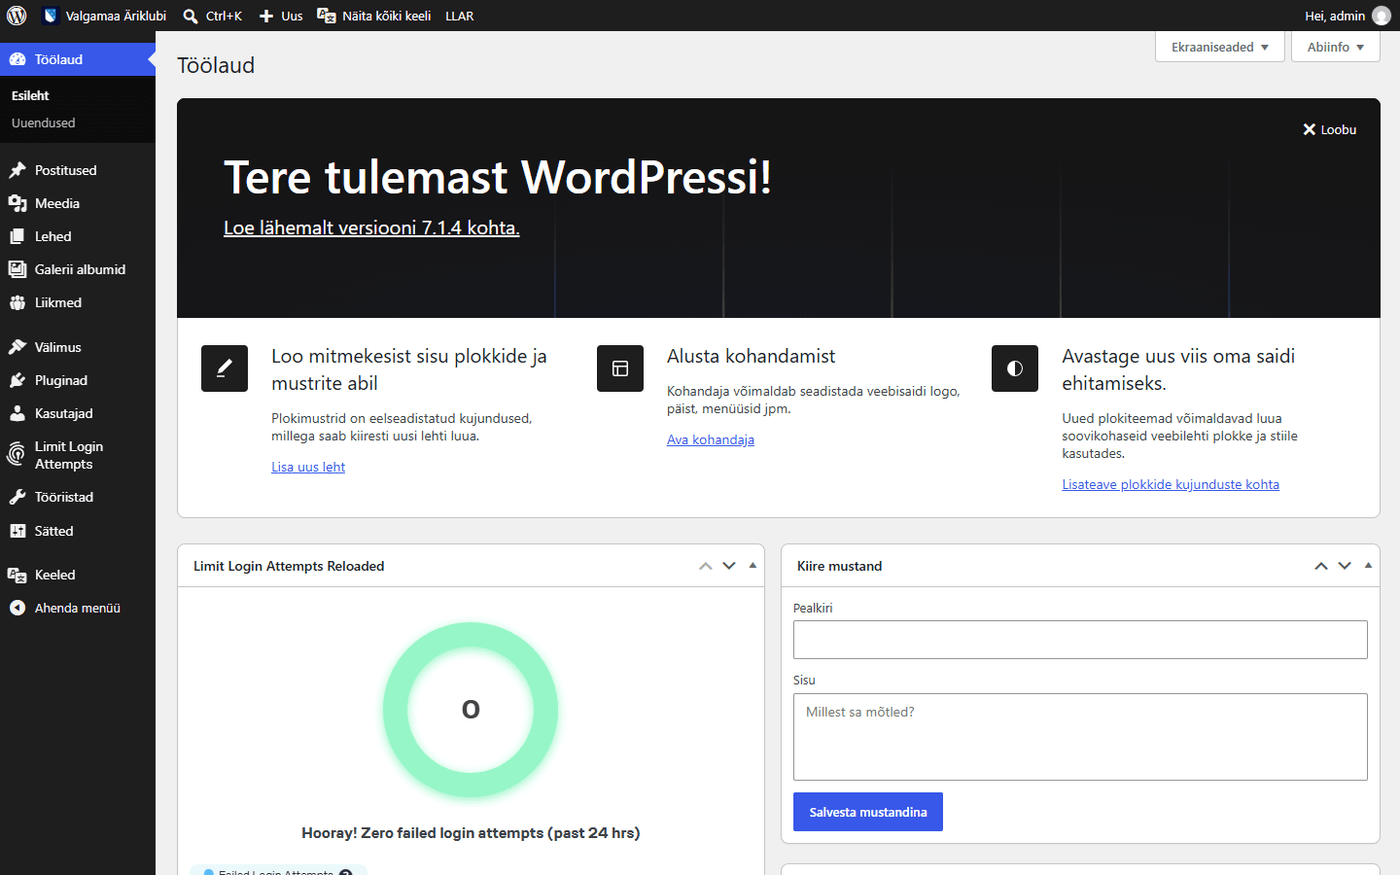 Valgamaa Äriklubi
Ctrl+K
Uus
Näita kõiki keeli
LLAR
Hei, admin
Töölaud
Esileht
Uuendused
Postitused
Meedia
Lehed
Galerii albumid
Liikmed
Välimus
Pluginad
Kasutajad
Limit Login
Attempts
Tööriistad
Sätted
Keeled
Ahenda menüü
Töölaud
Ekraaniseaded
Abiinfo
Loobu
Tere tulemast WordPressi!
Loe lähemalt versiooni 7.1.4 kohta.
Loo mitmekesist sisu plokkide ja
mustrite abil
Plokimustrid on eelseadistatud kujundused,
millega saab kiiresti uusi lehti luua.
Lisa uus leht
Alusta kohandamist
Kohandaja võimaldab seadistada veebisaidi logo,
päist, menüüsid jpm.
Ava kohandaja
Avastage uus viis oma saidi
ehitamiseks.
Uued plokiteemad võimaldavad luua
soovikohaseid veebilehti plokke ja stiile
kasutades.
Lisateave plokkide kujunduste kohta
Limit Login Attempts Reloaded
0
Hooray! Zero failed login attempts (past 24 hrs)
Failed Login Attempts
Kiire mustand
Pealkiri
Sisu
Millest sa mõtled?
Salvesta mustandina